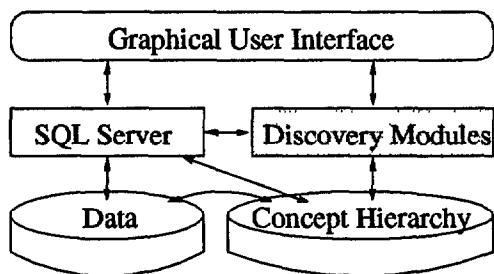 Graphical User Interface
SQL Server
Discovery Modules
Data
Concept Hierarchy